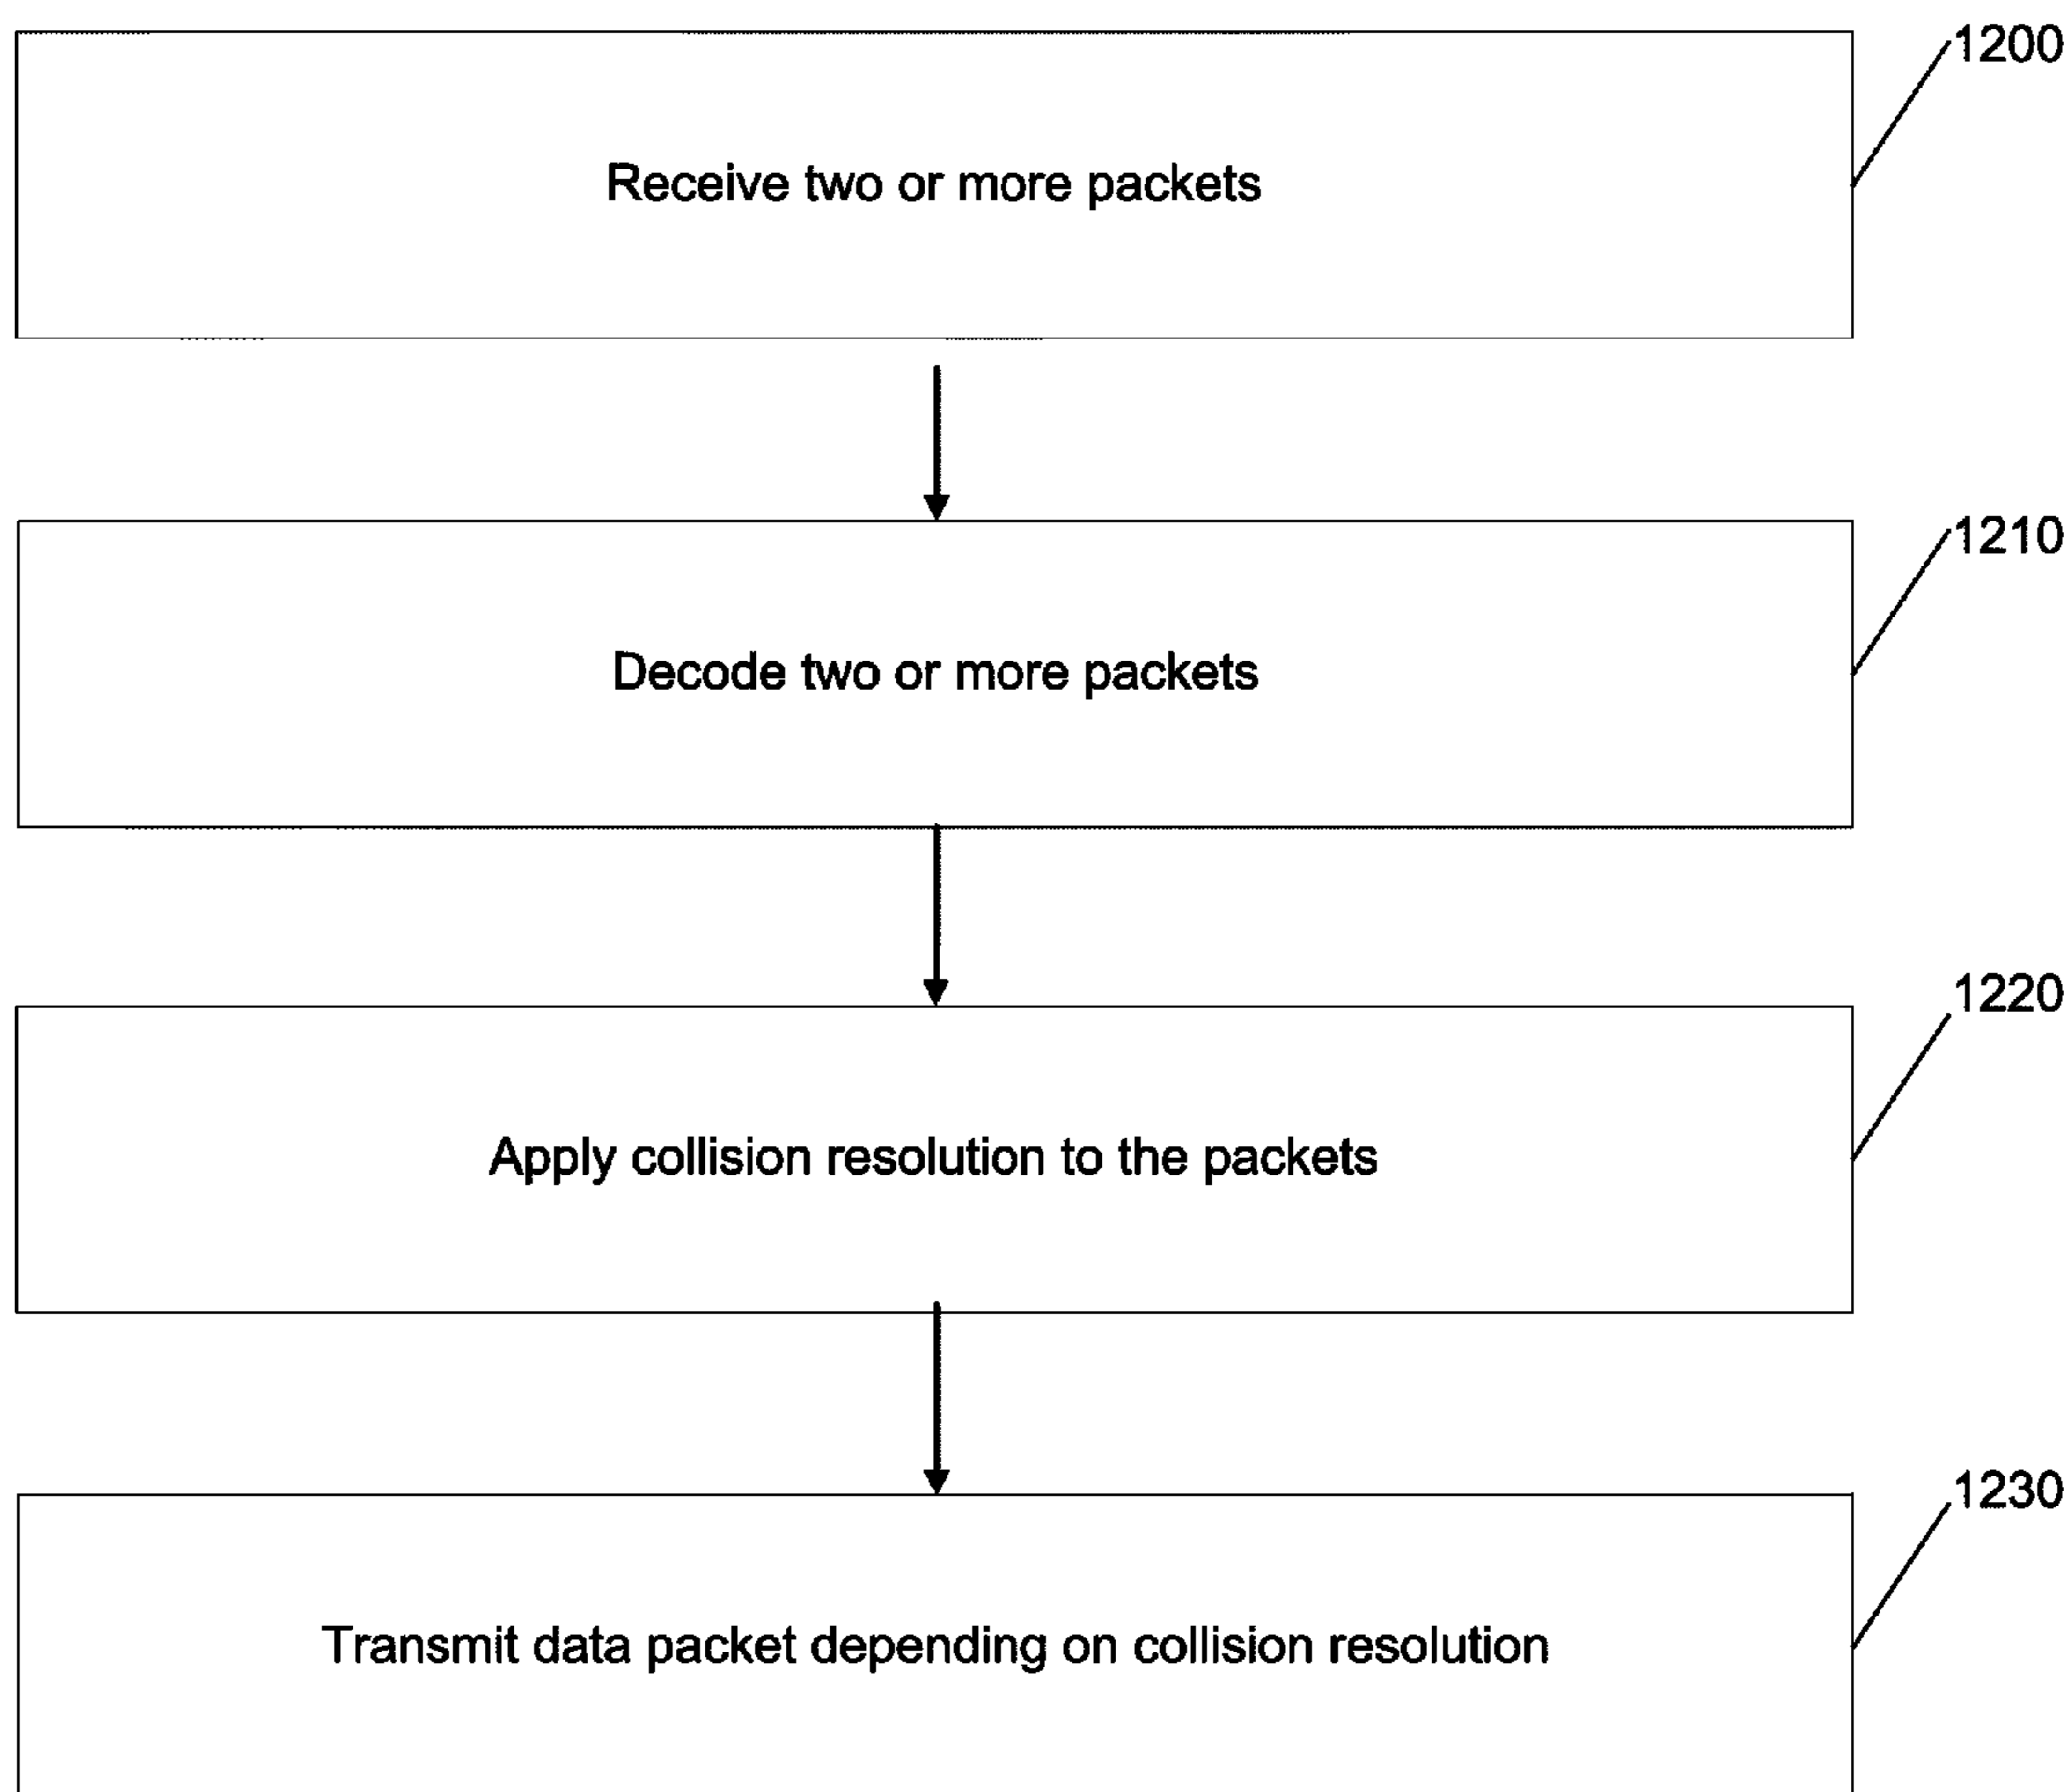 1200
Receive two or more packets
1210
Decode two or more packets
1220
Apply collision resolution to the packets
1230
Transmit data packet depending on collision resolution